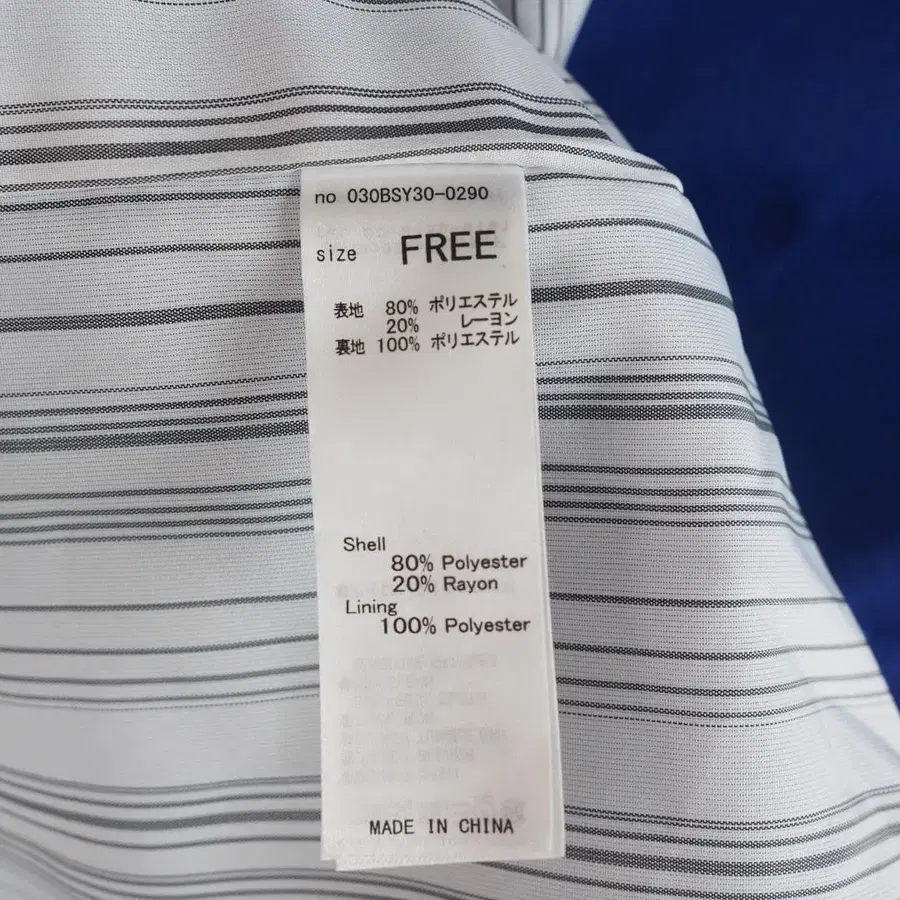 no 030BSY30-0290
size FREE
表地 80% ポリエステル
20% レーヨン
裏地 100% ポリエステル
Shell
80% Polyester
20% Rayon
Lining
100% Polyester
MADE IN CHINA